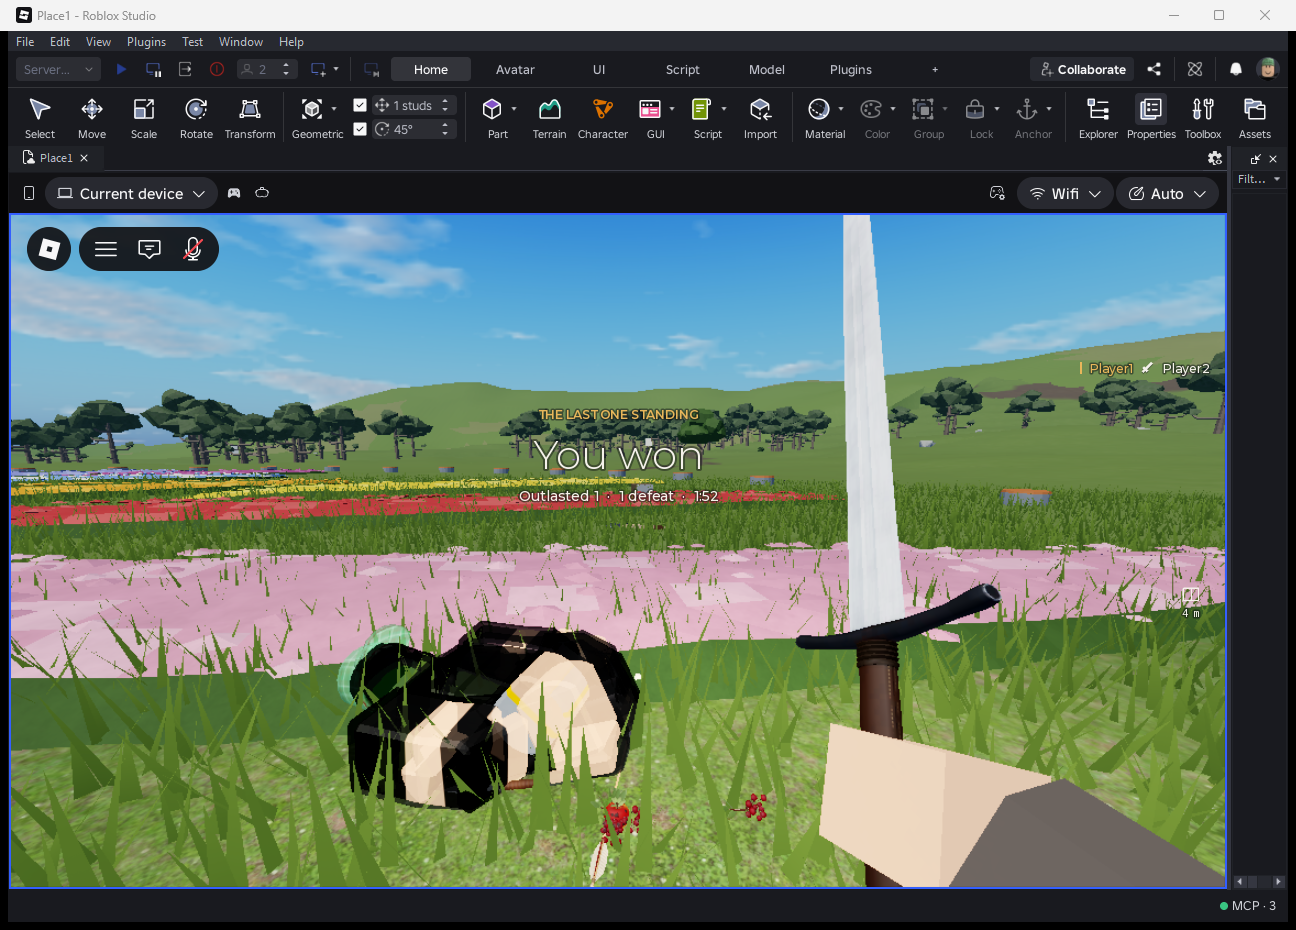 Place1 - Roblox Studio
File Edit View Plugins Test Window Help
Server... 2 Home Avatar UI Script Model Plugins + Collaborate
Select Move Scale Rotate Transform Geometric 1 studs 45° Part Terrain Character GUI Script Import Material Color Group Lock Anchor Explorer Properties Toolbox Assets
Place1
Filt...
Current device Wifi Auto
Player1 Player2
THE LAST ONE STANDING
You won
Outlasted 1 · 1 defeat · 1:52
4 m
MCP · 3